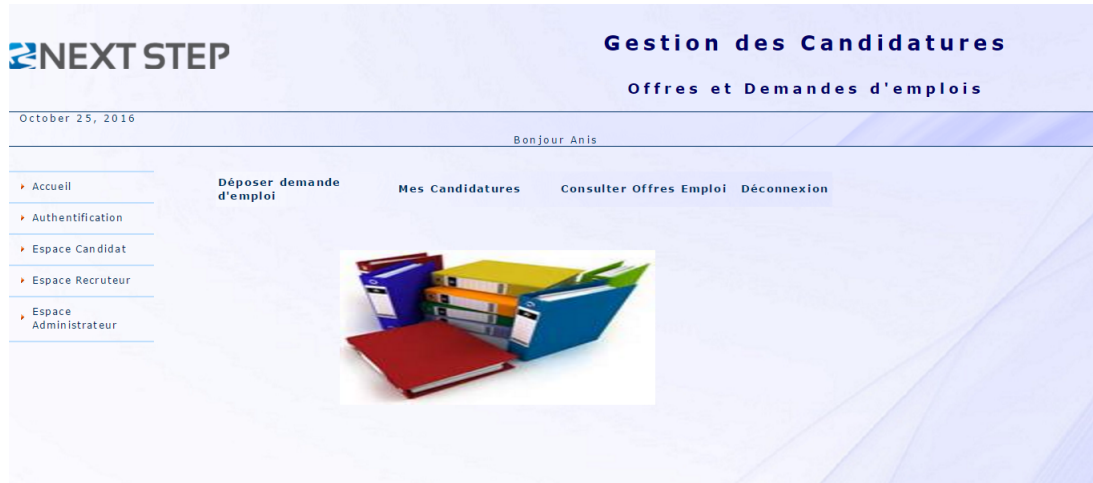 NEXT STEP
Gestion des Candidatures
Offres et Demandes d'emplois
October 25, 2016
Bonjour Anis
Accueil
Authentification
Espace Candidat
Espace Recruteur
Espace
Administrateur
Déposer demande
d'emploi
Mes Candidatures
Consulter Offres Emploi
Déconnexion